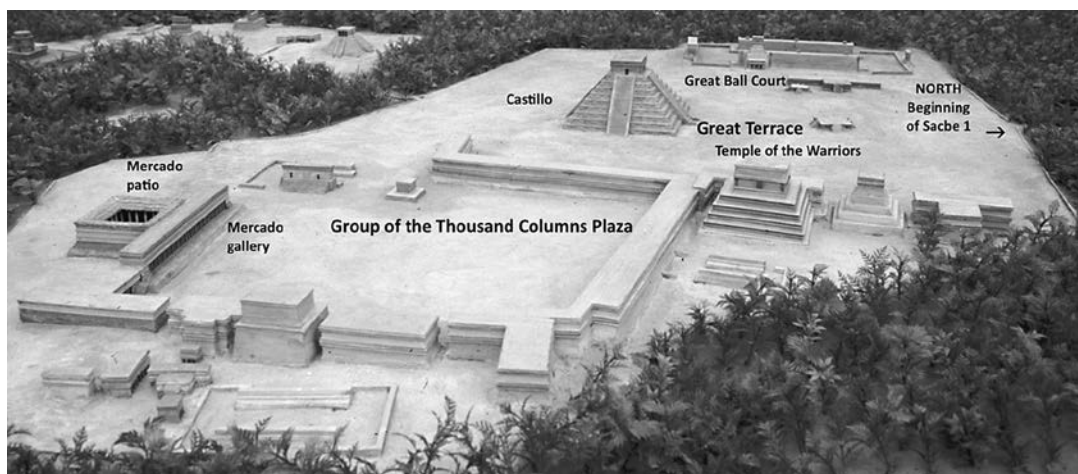 Great Ball Court
NORTH
Beginning
of Sacbe 1
Castillo
Great Terrace
Temple of the Warriors
Mercado
patio
Mercado
gallery
Group of the Thousand Columns Plaza